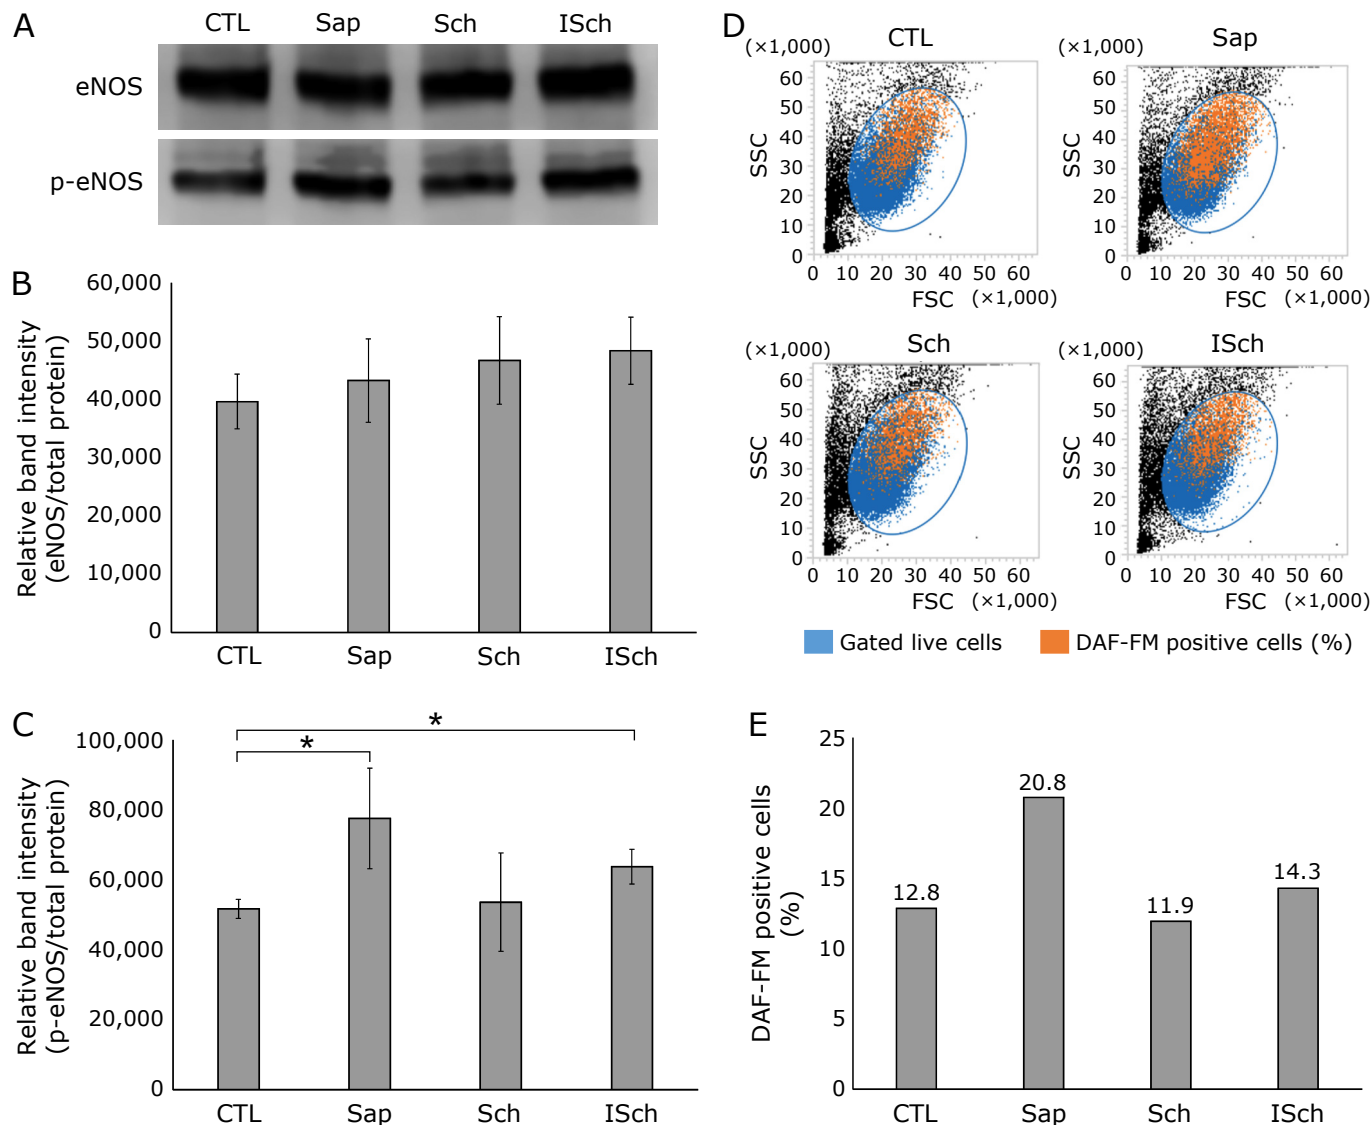 A
CTL Sap Sch ISch
eNOS
p-eNOS
B
Relative band intensity
(eNOS/total protein)
60,000
50,000
40,000
30,000
20,000
10,000
0
CTL Sap Sch ISch
C
Relative band intensity
(p-eNOS/total protein)
100,000
80,000
60,000
40,000
20,000
0
* *
CTL Sap Sch ISch
D
(×1,000) CTL
SSC
60
50
40
30
20
10
0
0 10 20 30 40 50 60
FSC (×1,000)
(×1,000) Sap
SSC
60
50
40
30
20
10
0
0 10 20 30 40 50 60
FSC (×1,000)
(×1,000) Sch
SSC
60
50
40
30
20
10
0
0 10 20 30 40 50 60
FSC (×1,000)
(×1,000) ISch
SSC
60
50
40
30
20
10
0
0 10 20 30 40 50 60
FSC (×1,000)
Gated live cells DAF-FM positive cells (%)
E
DAF-FM positive cells
(%)
25
20
15
10
5
0
12.8 20.8 11.9 14.3
CTL Sap Sch ISch